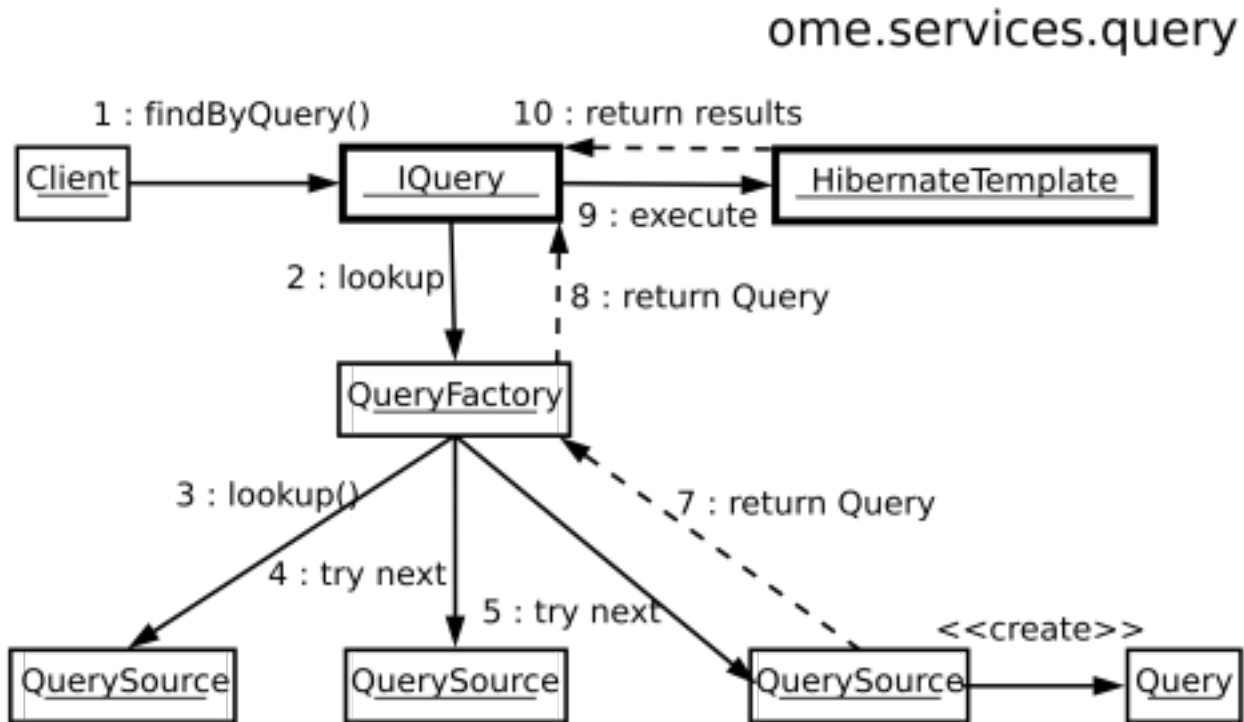 ome.services.query
1 : findByQuery()
10 : return results
Client
IQuery
HibernateTemplate
9 : execute
2 : lookup
8 : return Query
QueryFactory
3 : lookup()
7 : return Query
4 : try next
5 : try next
<<create>>
QuerySource
QuerySource
QuerySource
Query